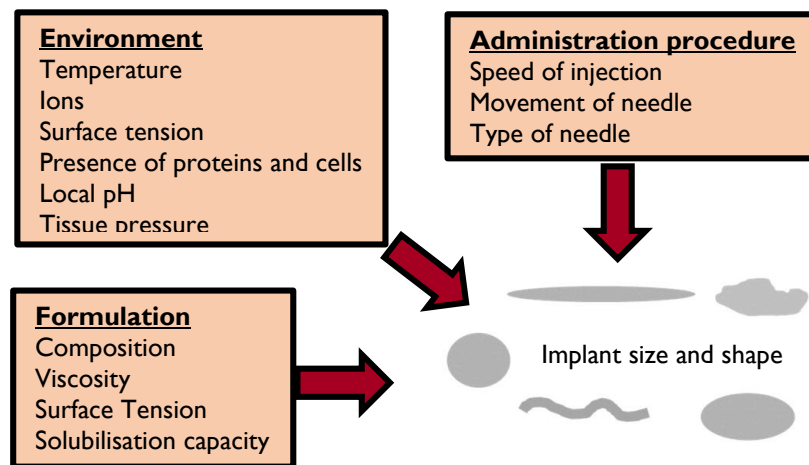 Environment
Temperature
Ions
Surface tension
Presence of proteins and cells
Local pH
Tissue pressure
Administration procedure
Speed of injection
Movement of needle
Type of needle
Formulation
Composition
Viscosity
Surface Tension
Solubilisation capacity
Implant size and shape